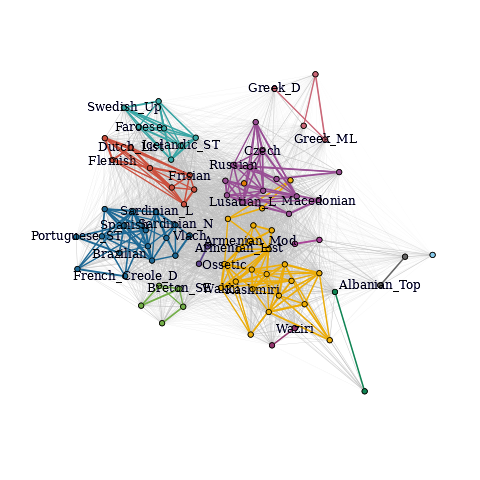 Greek_D
Swedish_Up
Faroese
Greek_ML
Dutch_List
Icelandic_ST
Czech
Flemish
Russian
Frisian
Lusatian_L
Macedonian
Sardinian_L
Spanish
Sardinian_N
Portuguese_ST
Vlach
Armenian_Mod
Armenian_List
Brazilian
Ossetic
French_Creole_D
Albanian_Top
Breton_SE
Wakhi
Kashmiri
Waziri